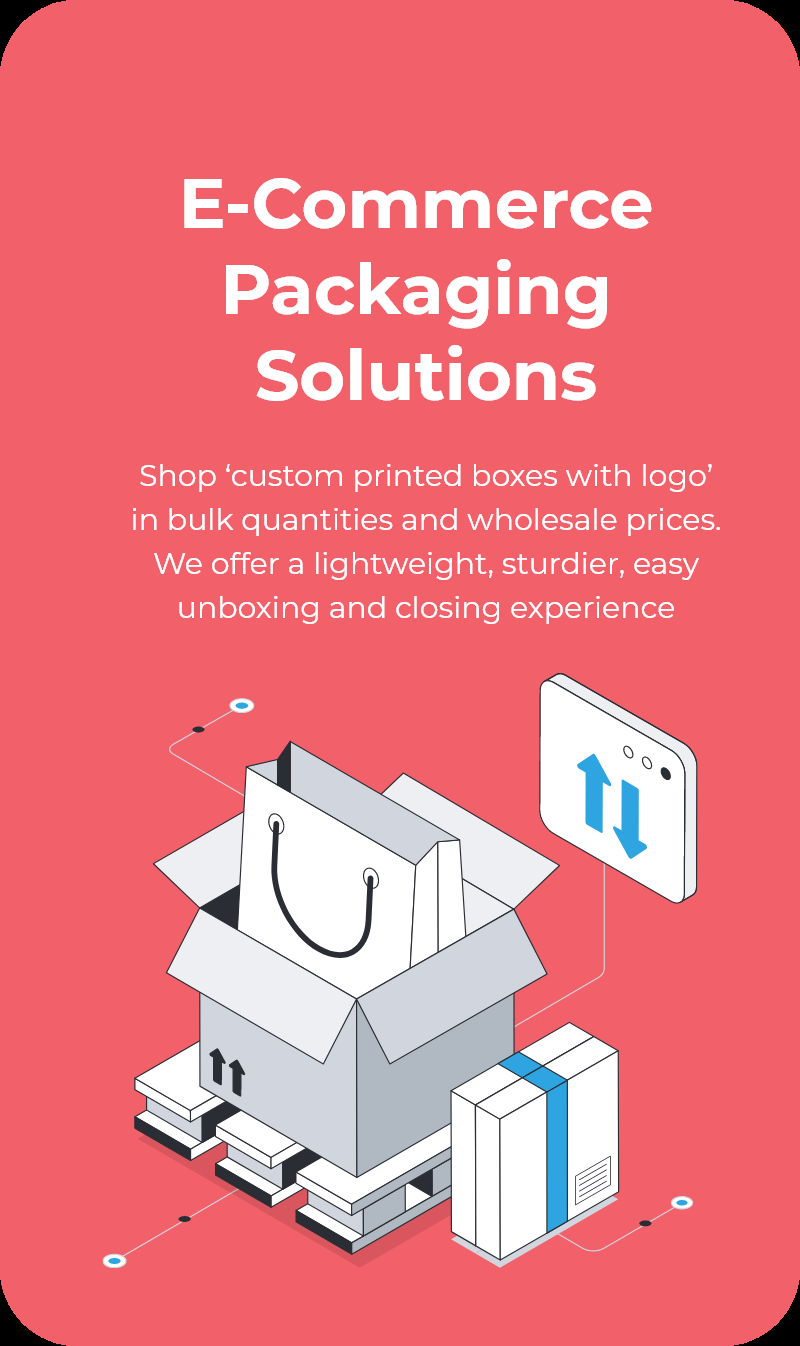 E-Commerce
Packaging
Solutions
Shop ‘custom printed boxes with logo’
in bulk quantities and wholesale prices.
We offer a lightweight, sturdier, easy
unboxing and closing experience